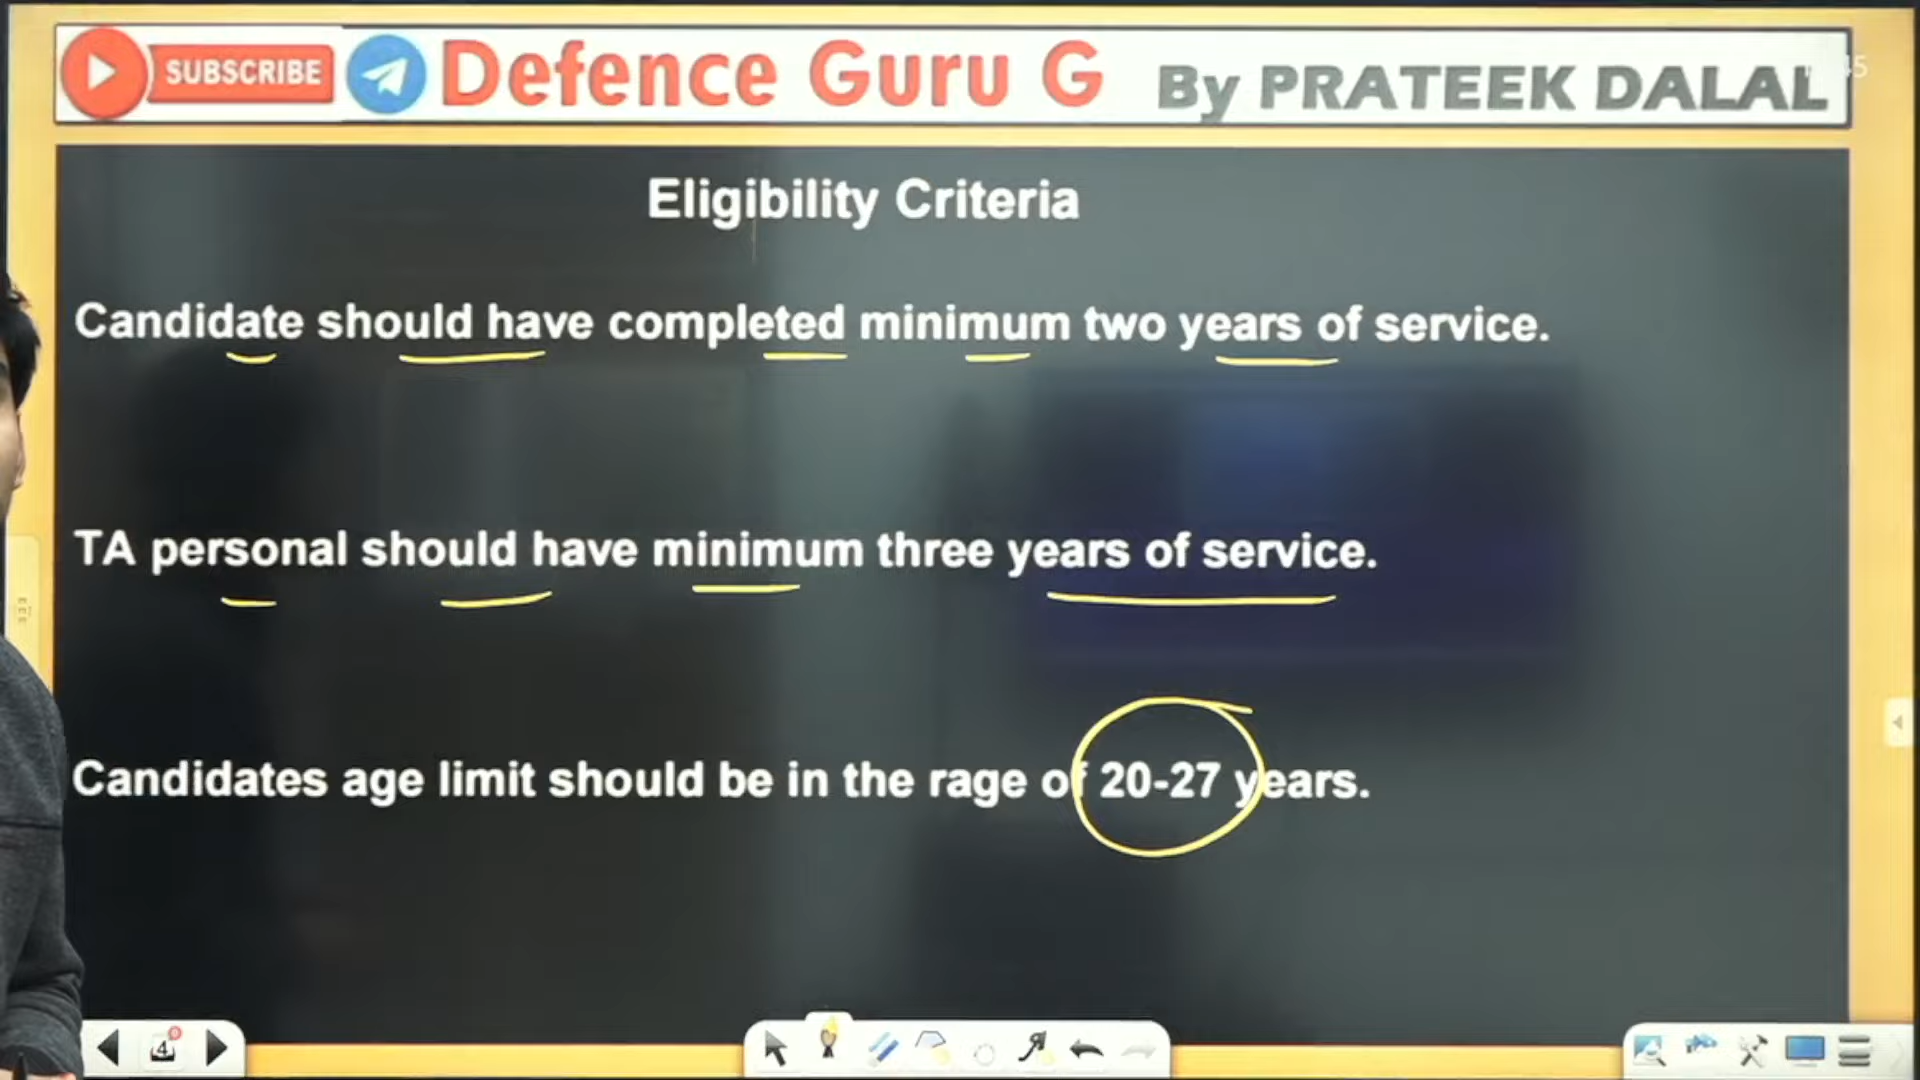 SUBSCRIBE Defence Guru G By PRATEEK DALAL
Eligibility Criteria
Candidate should have completed minimum two years of service.
TA personal should have minimum three years of service.
Candidates age limit should be in the rage of 20-27 years.
4